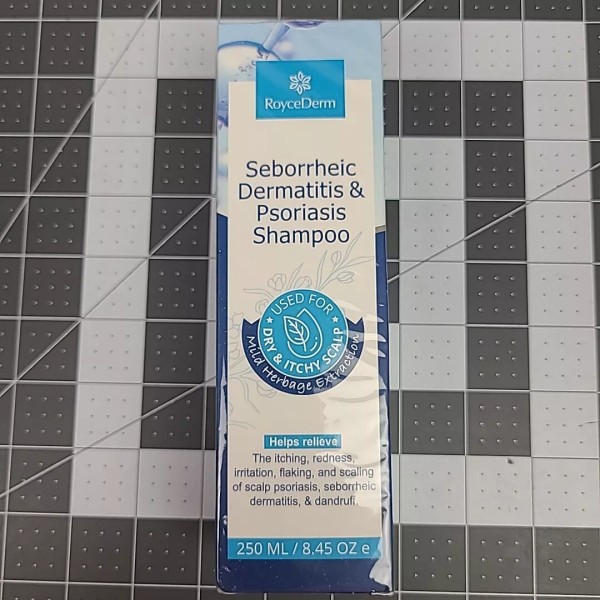 RoyceDerm
Seborrheic
Dermatitis &
Psoriasis
Shampoo
USED FOR
DRY & ITCHY SCALP
Mild Herbage Extraction
Helps relieve
The itching, redness,
irritation, flaking, and scaling
of scalp psoriasis, seborrheic
dermatitis, & dandruff.
250 ML / 8.45 OZ e